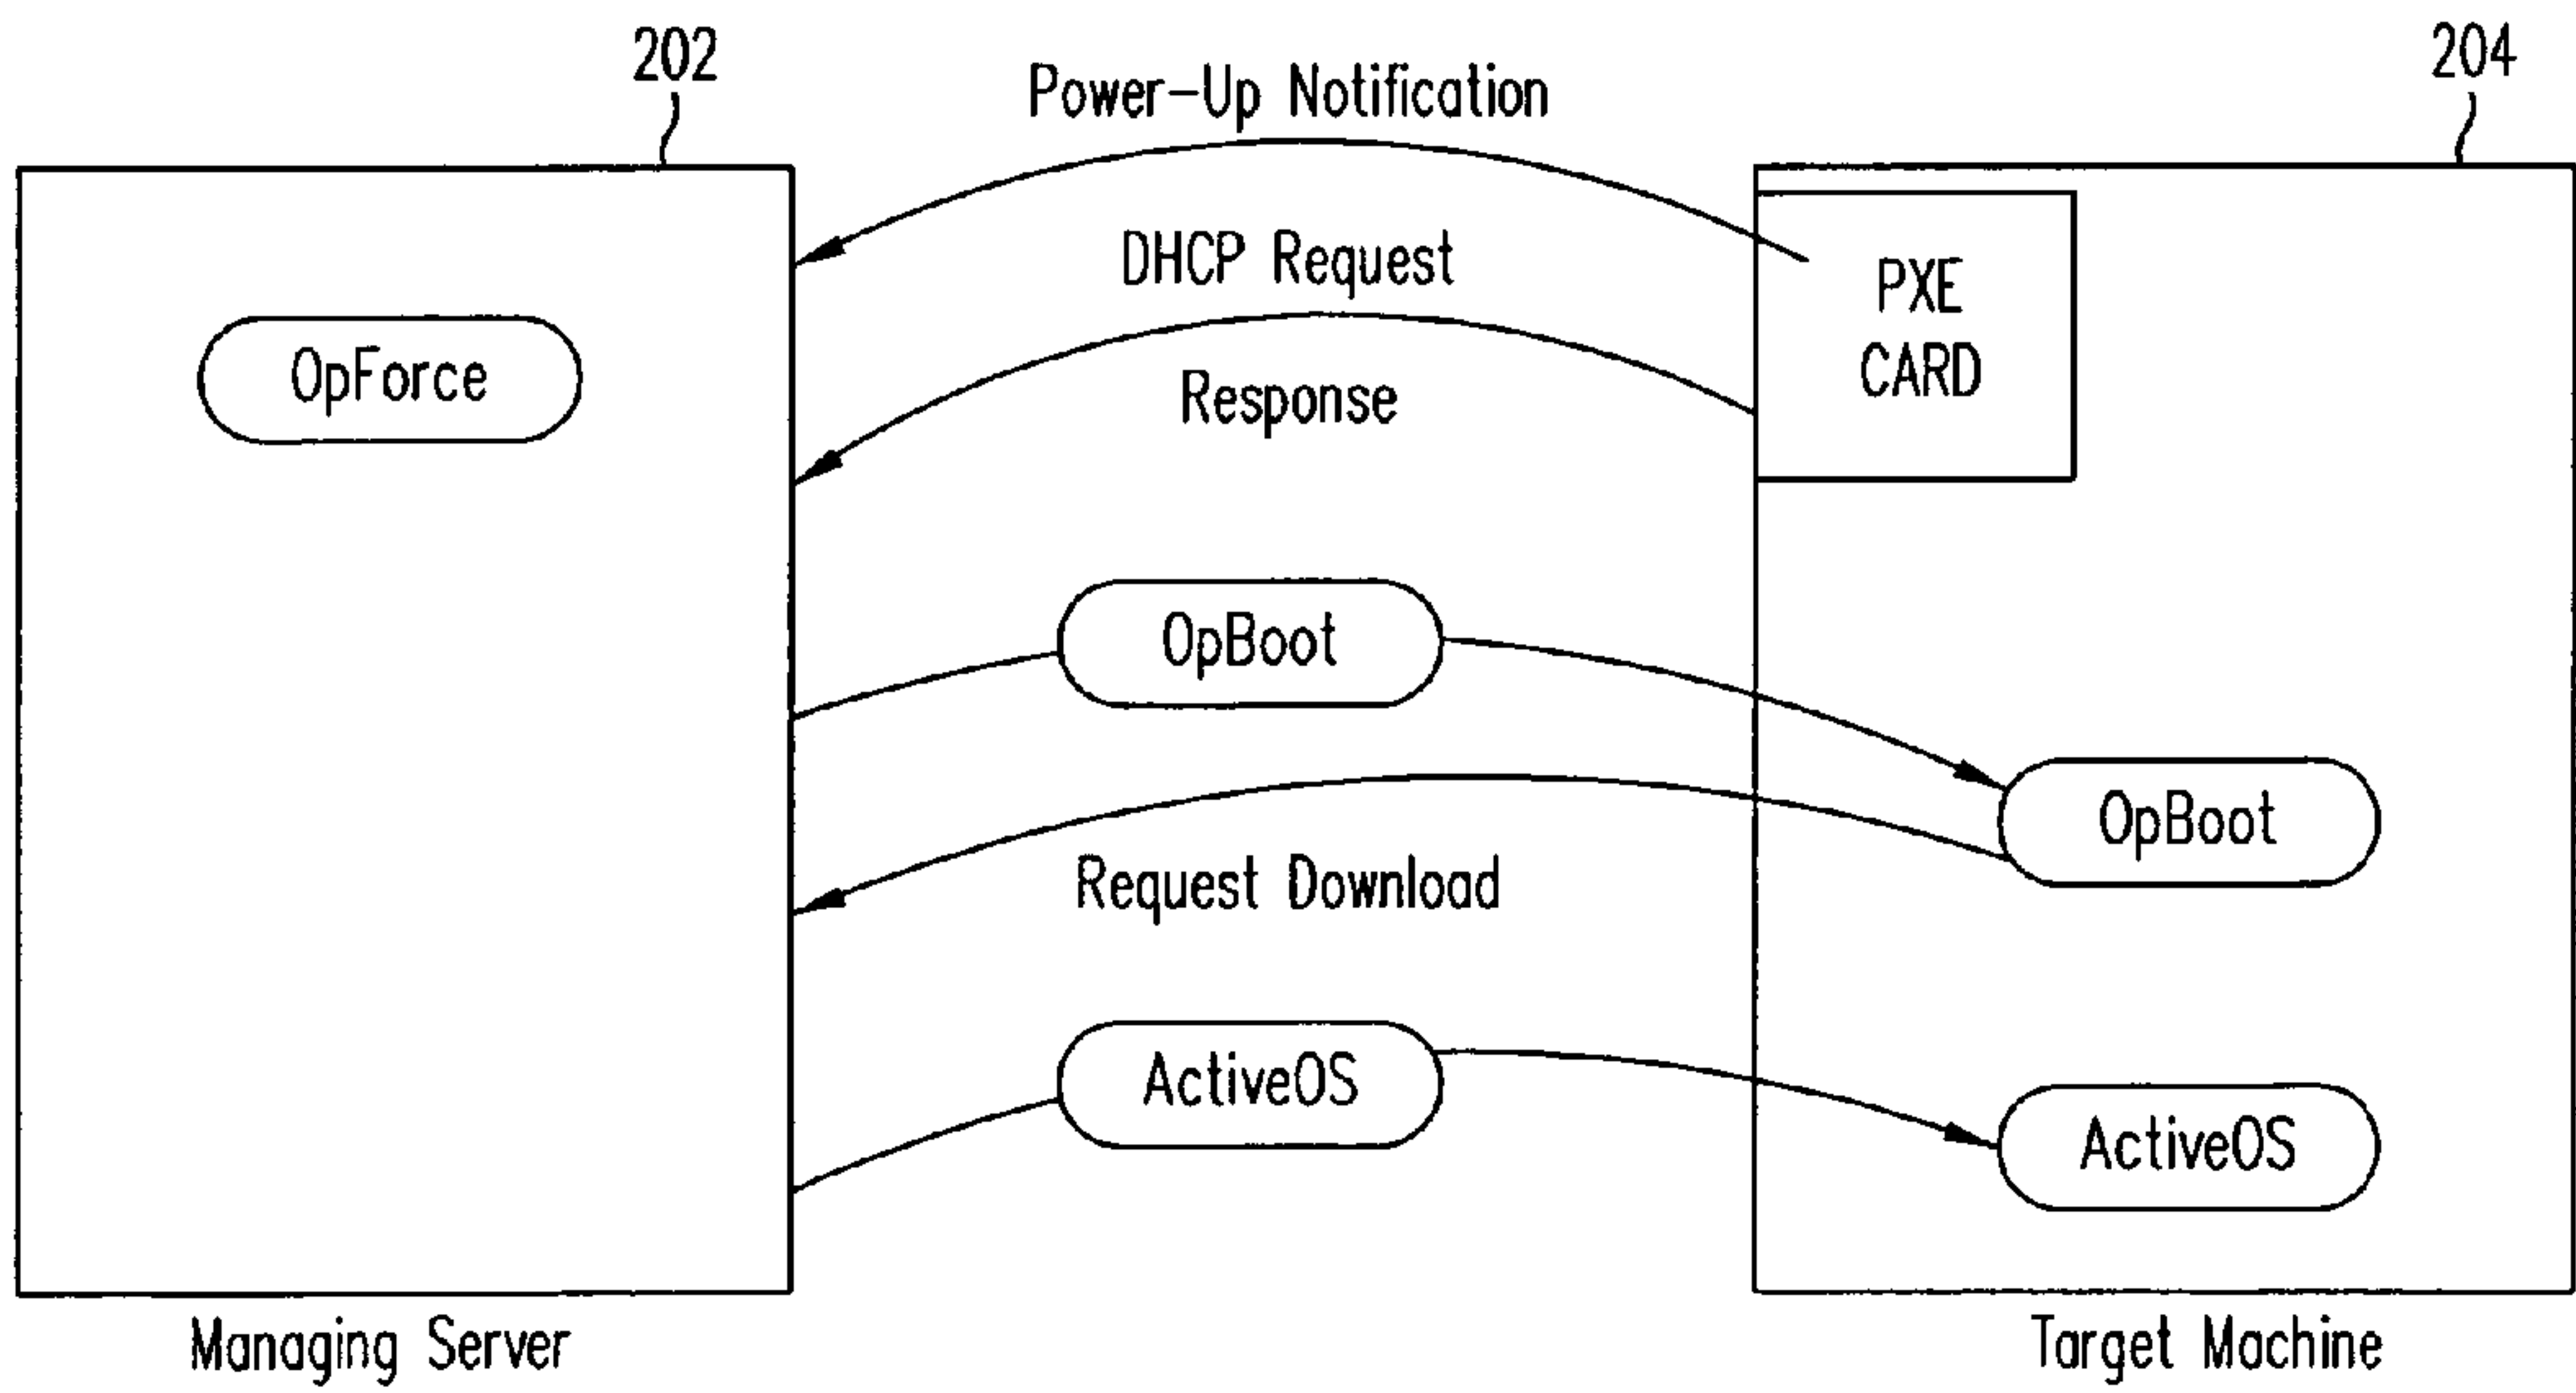 202
204
Power-Up Notification
DHCP Request
PXE
CARD
OpForce
Response
OpBoot
OpBoot
Request Download
ActiveOS
ActiveOS
Managing Server
Target Machine